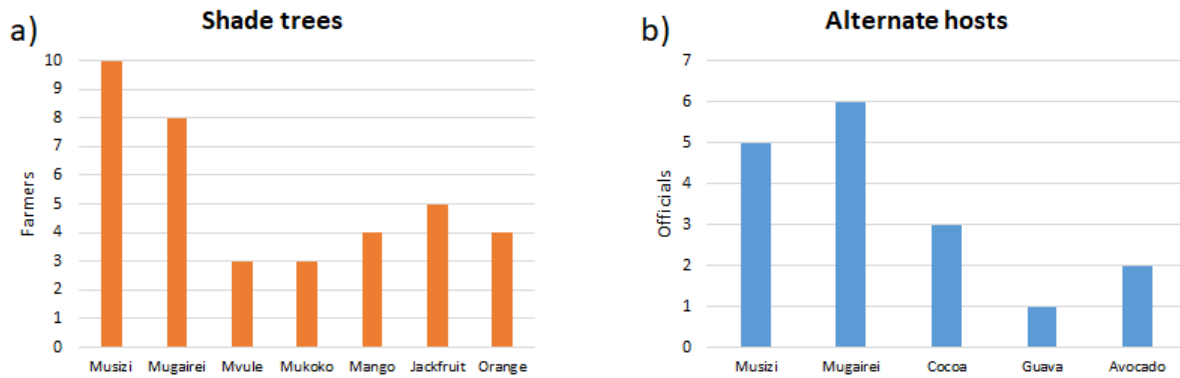 a)
Shade trees
10
9
8
7
6
5
4
3
2
1
0
Farmers
Musizi Mugairei Mvule Mukoko Mango Jackfruit Orange
b)
Alternate hosts
7
6
5
4
3
2
1
0
Officials
Musizi Mugairei Cocoa Guava Avocado